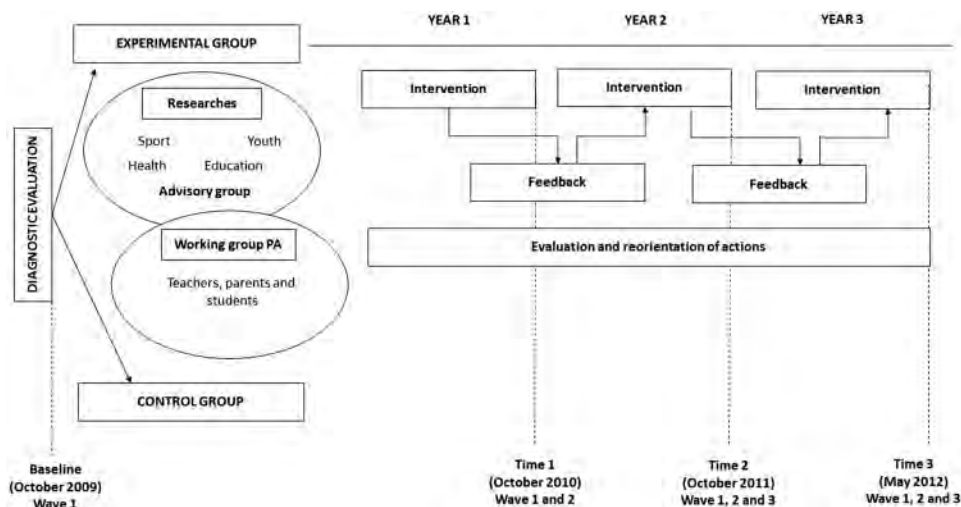 YEAR 1
YEAR 2
YEAR 3
EXPERIMENTAL GROUP
Researches
Sport Youth
Health Education
Advisory group
Working group PA
Teachers, parents and
students
CONTROL GROUP
DIAGNOSTIC EVALUATION
Intervention
Intervention
Intervention
Feedback
Feedback
Evaluation and reorientation of actions
Baseline
(October 2009)
Wave 1
Time 1
(October 2010)
Wave 1 and 2
Time 2
(October 2011)
Wave 1, 2 and 3
Time 3
(May 2012)
Wave 1, 2 and 3